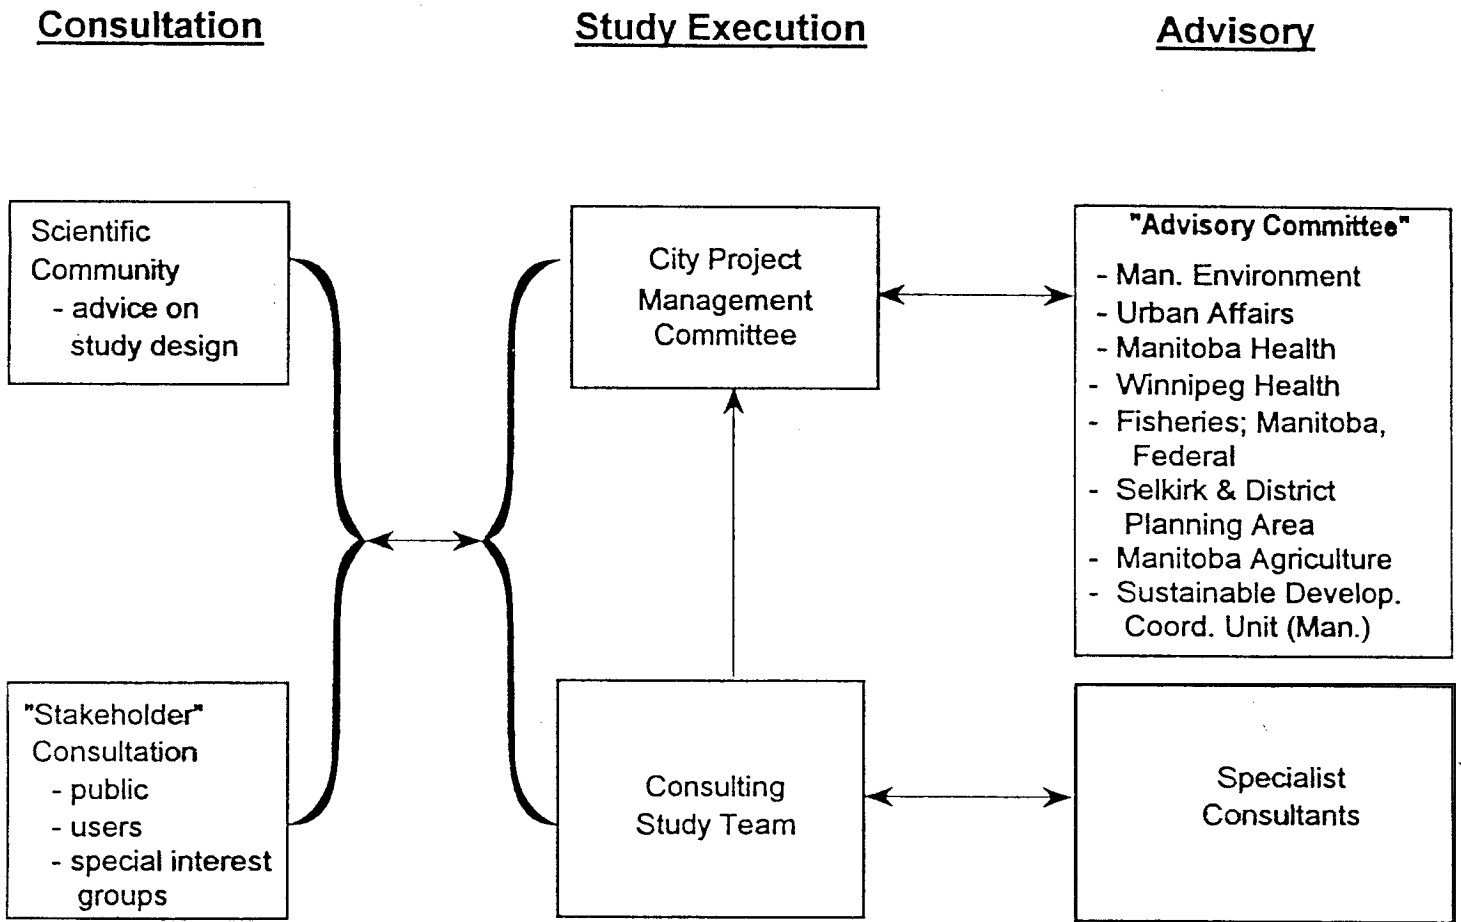 Consultation
Study Execution
Advisory
Scientific
Community
- advice on
study design
"Stakeholder"
Consultation
- public
- users
- special interest
groups
City Project
Management
Committee
Consulting
Study Team
"Advisory Committee"
- Man. Environment
- Urban Affairs
- Manitoba Health
- Winnipeg Health
- Fisheries; Manitoba,
Federal
- Selkirk & District
Planning Area
- Manitoba Agriculture
- Sustainable Develop.
Coord. Unit (Man.)
Specialist
Consultants